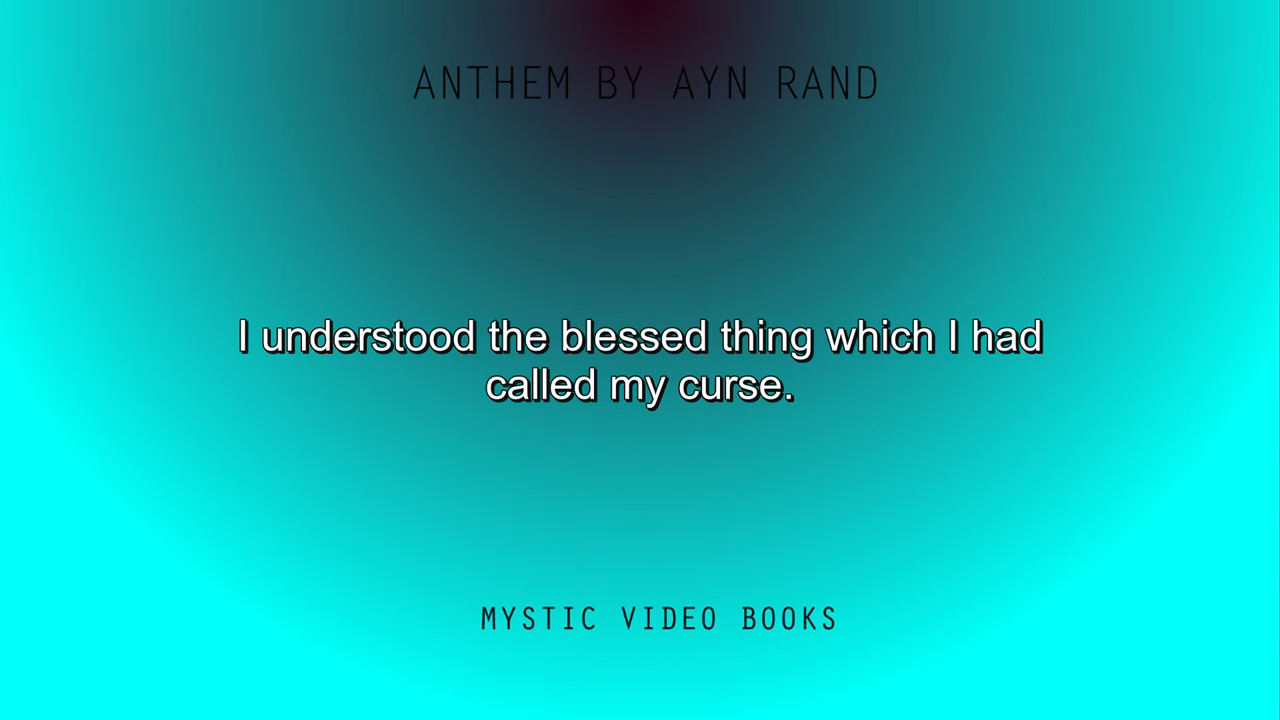 ANTHEM BY AYN RAND
I understood the blessed thing which I had
called my curse.
MYSTIC VIDEO BOOKS